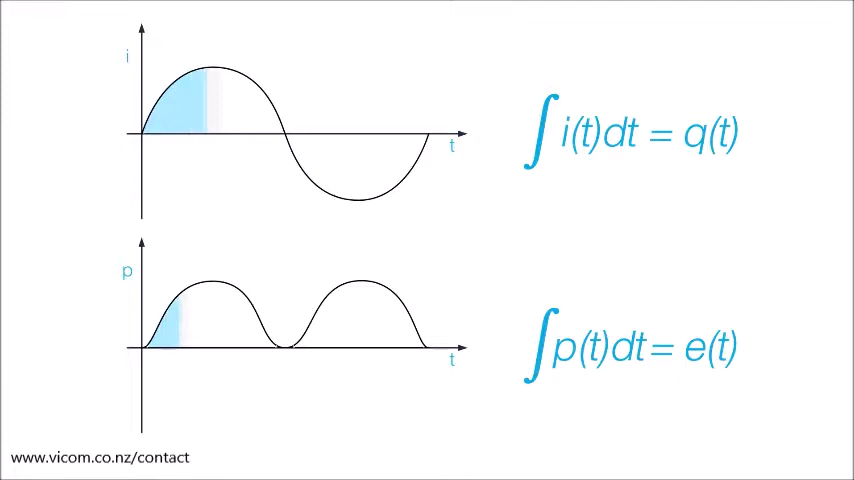 i
t
∫ i(t)dt = q(t)
p
t
∫ p(t)dt= e(t)
www.vicom.co.nz/contact